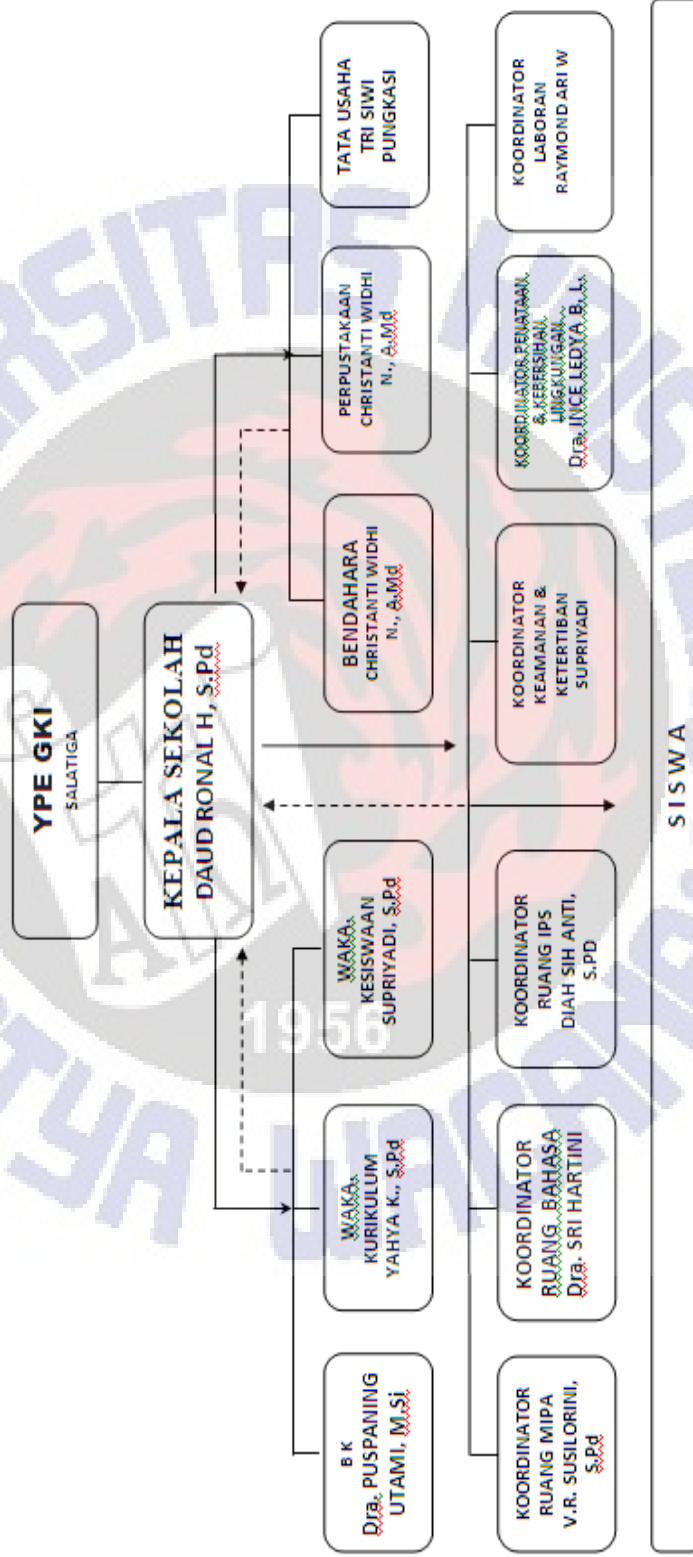 YPE GKI
SALATIGA
KEPALA SEKOLAH
DAUD RONAL H, S.Pd
BK
Dra. PUSPANING
UTAMI, M.Si
WAKA.
KURIKULUM
YAHYA K., S.Pd
WAKA.
KESISWAAN
SUPRIYADI, S.Pd
BENDAHARA
CHRISTANTI WIDHI
N., A.Md
PERPUSTAKAAN
CHRISTANTI WIDHI
N., A.Md
TATA USAHA
TRI SIWI
PUNGKASI
KOORDINATOR
RUANG MIPA
V.R. SUSILORINI,
S.Pd
KOORDINATOR
RUANG BAHASA
Dra. SRI HARTINI
KOORDINATOR
RUANG IPS
DIAH SIH ANTI,
S.PD
KOORDINATOR
KEAMANAN &
KETERTIBAN
SUPRIYADI
KOORDINATOR PENATAAN
& KEBERSIHAN
LINGKUNGAN
Dra. INCE LEDYA B. L.
KOORDINATOR
LABORAN
RAYMOND ARI W
SISWA
1956